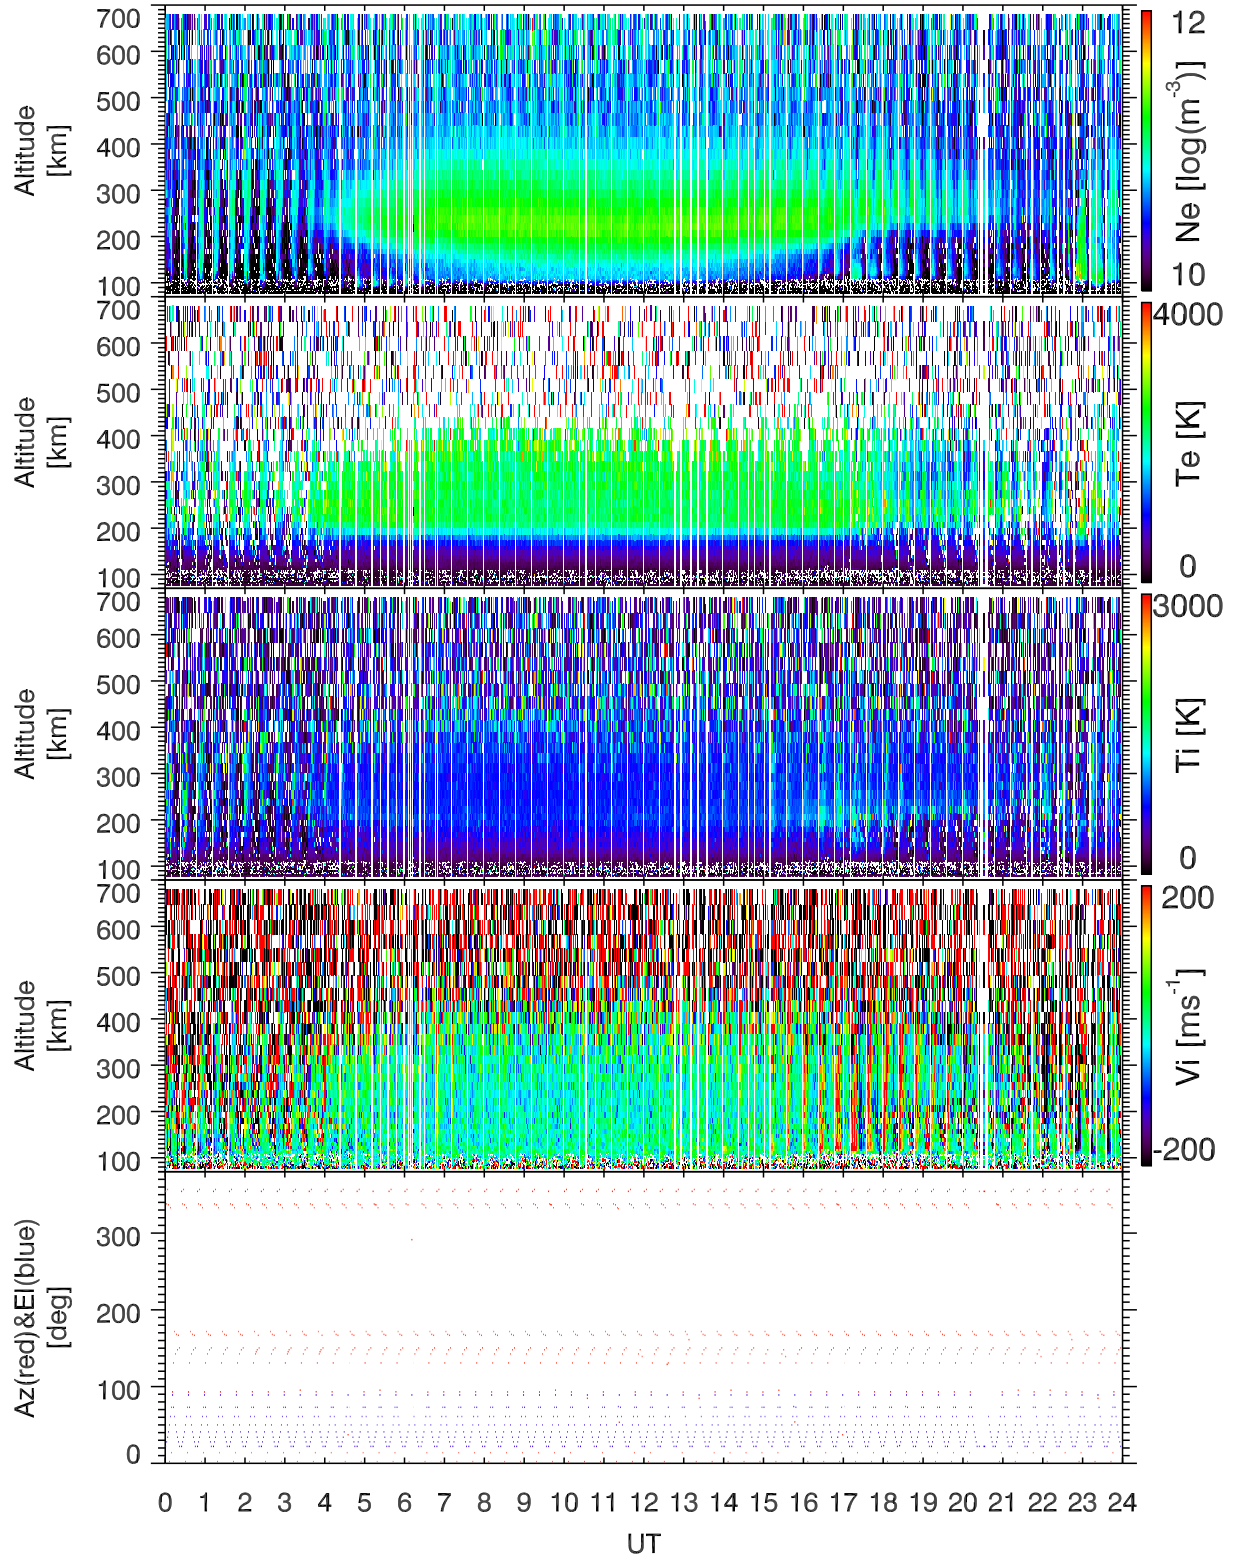 700
600
500
400
300
200
100
Altitude
[km]
12
10
Ne [log(m⁻³)]
700
600
500
400
300
200
100
Altitude
[km]
4000
0
Te [K]
700
600
500
400
300
200
100
Altitude
[km]
3000
0
Ti [K]
700
600
500
400
300
200
100
Altitude
[km]
200
-200
Vi [ms⁻¹]
300
200
100
0
Az(red)&El(blue)
[deg]
0 1 2 3 4 5 6 7 8 9 10 11 12 13 14 15 16 17 18 19 20 21 22 23 24
UT